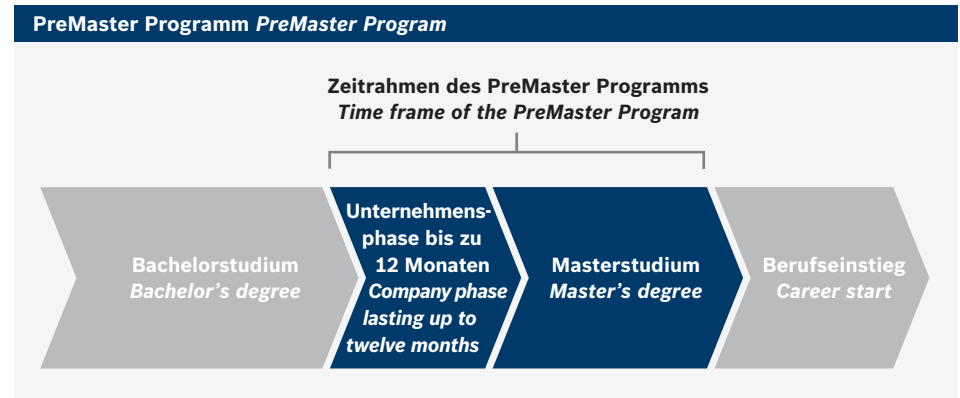 PreMaster Programm PreMaster Program
Zeitrahmen des PreMaster Programms
Time frame of the PreMaster Program
Bachelorstudium
Bachelor's degree
Unternehmens-
phase bis zu
12 Monaten
Company phase
lasting up to
twelve months
Masterstudium
Master's degree
Berufseinstieg
Career start